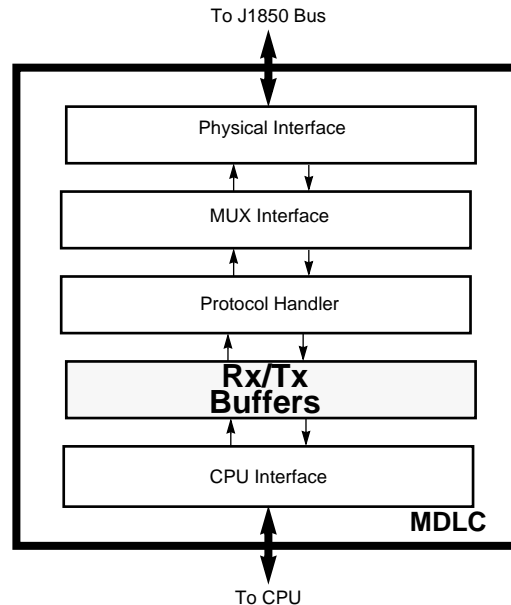 To J1850 Bus
Physical Interface
MUX Interface
Protocol Handler
Rx/Tx
Buffers
CPU Interface
MDLC
To CPU